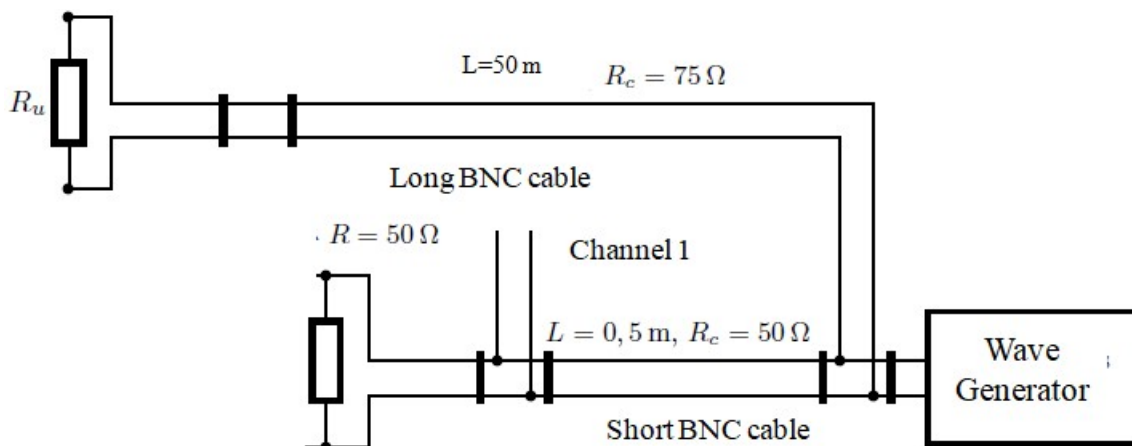 L=50 m
R_c = 75 Ω
R_u
Long BNC cable
R = 50 Ω
Channel 1
L = 0, 5 m, R_c = 50 Ω
Wave
Generator
Short BNC cable